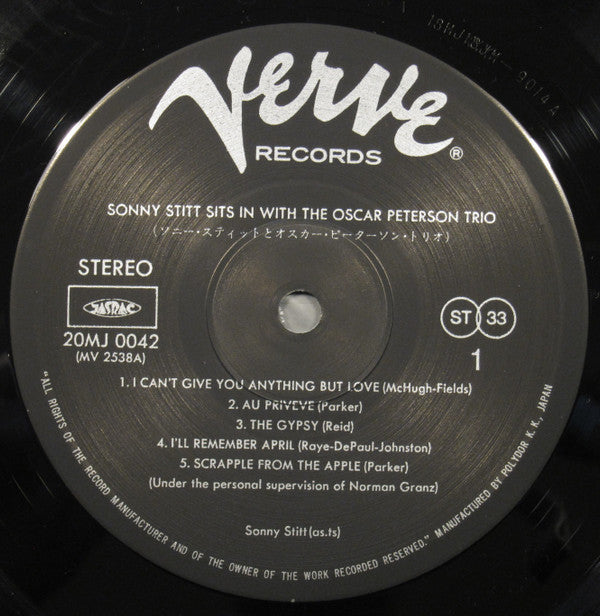 18MJ1&XM-9014A
Verve
RECORDS ®
SONNY STITT SITS IN WITH THE OSCAR PETERSON TRIO
(ソニー・スティットとオスカー・ピーターソン・トリオ)
STEREO
JASRAC
20MJ 0042
(MV 2538A)
ST 33
1
1. I CAN'T GIVE YOU ANYTHING BUT LOVE (McHugh-Fields)
2. AU PRIVEVE (Parker)
3. THE GYPSY (Reid)
4. I'LL REMEMBER APRIL (Raye-DePaul-Johnston)
5. SCRAPPLE FROM THE APPLE (Parker)
(Under the personal supervision of Norman Granz)
Sonny Stitt (as.ts)
"ALL RIGHTS OF THE RECORD MANUFACTURER AND OF THE OWNER OF THE WORK RECORDED RESERVED." MANUFACTURED BY POLYDOR K. K., JAPAN